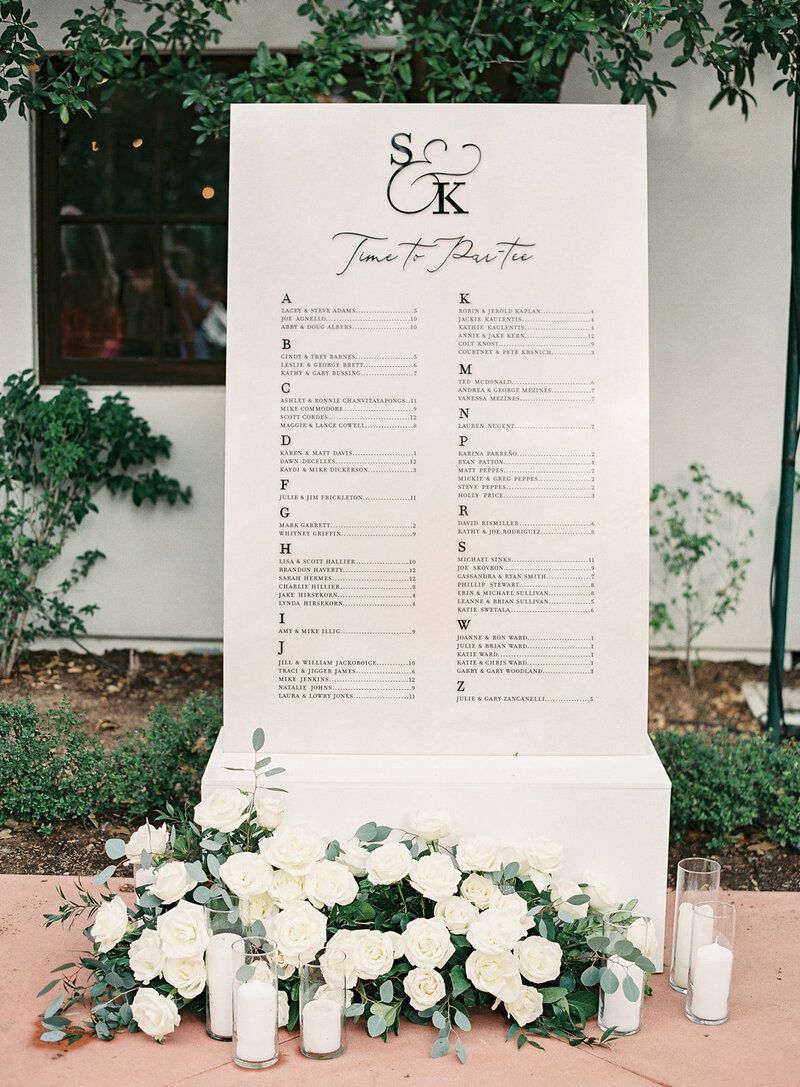 S
&
K
Time to Par-tee
A
LACEY & STEVE ADAMS 3
JOE AGNELLO 10
ABBY & DOUG ALBERS 10
B
CINDY & TREY BARNES 5
LESLIE & GEORGE BRETT 6
KATHY & GARY BUSSING 7
C
ASHLEY & RONNIE CHANVITAYAPONGS 11
MIKE COMMODORE 9
SCOTT CORDES 12
MAGGIE & LANCE COWELL 8
D
KAREN & MATT DAVIS 1
DAWN DECELLES 12
KAYDI & MIKE DICKERSON 3
F
JULIE & JIM FRICKLETON 11
G
MARK GARRETT 2
WHITNEY GRIFFIN 9
H
LISA & SCOTT HALLIER 10
BRANDON HAVERTY 12
SARAH HERMES 12
CHARLIE HILLIER 8
JAKE HIRSEKORN 4
LYNDA HIRSEKORN 4
I
AMY & MIKE ILLIG 9
J
JILL & WILLIAM JACKOBOICE 10
TRACI & JIGGER JAMES 6
MIKE JENKINS 12
NATALIE JOHNS 9
LAURA & LOWRY JONES 11
K
ROBIN & JEROLD KAPLAN 4
JACKIE KAULENTIS 4
KATHIE KAULENTIS 4
ANNIE & JAKE KERN 12
COLT KNOST
COURTNEY & PETE KRSNICH 3
M
TED MCDONALD 6
ANDREA & GEORGE MEZINES 7
VANESSA MEZINES 7
N
LAUREN NUGENT 2
P
KARINA PARREÑO 2
RYAN PATTON 4
MATT PEPPES 2
MICKIE & GREG PEPPES 2
STEVE PEPPES 2
HOLLY PRICE 3
R
DAVID RISMILLER 6
KATHY & JOE RODRIGUEZ 8
S
MICHAEL SINKS 11
JOE SKOVRON 9
CASSANDRA & RYAN SMITH 7
PHILLIP STEWART 8
ERIN & MICHAEL SULLIVAN 8
LEANNE & BRIAN SULLIVAN 5
KATIE SWETALA 6
W
JOANNE & RON WARD 1
JULIE & BRIAN WARD 1
KATIE WARD 1
KATIE & CHRIS WARD 1
GABBY & GARY WOODLAND 3
Z
JULIE & GARY ZANCANELLI 5